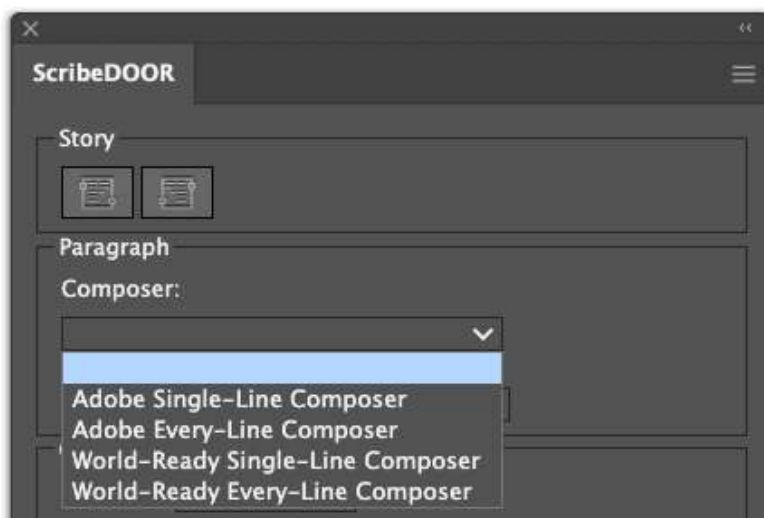 ScribeDOOR
Story
Paragraph
Composer:
Adobe Single-Line Composer
Adobe Every-Line Composer
World-Ready Single-Line Composer
World-Ready Every-Line Composer